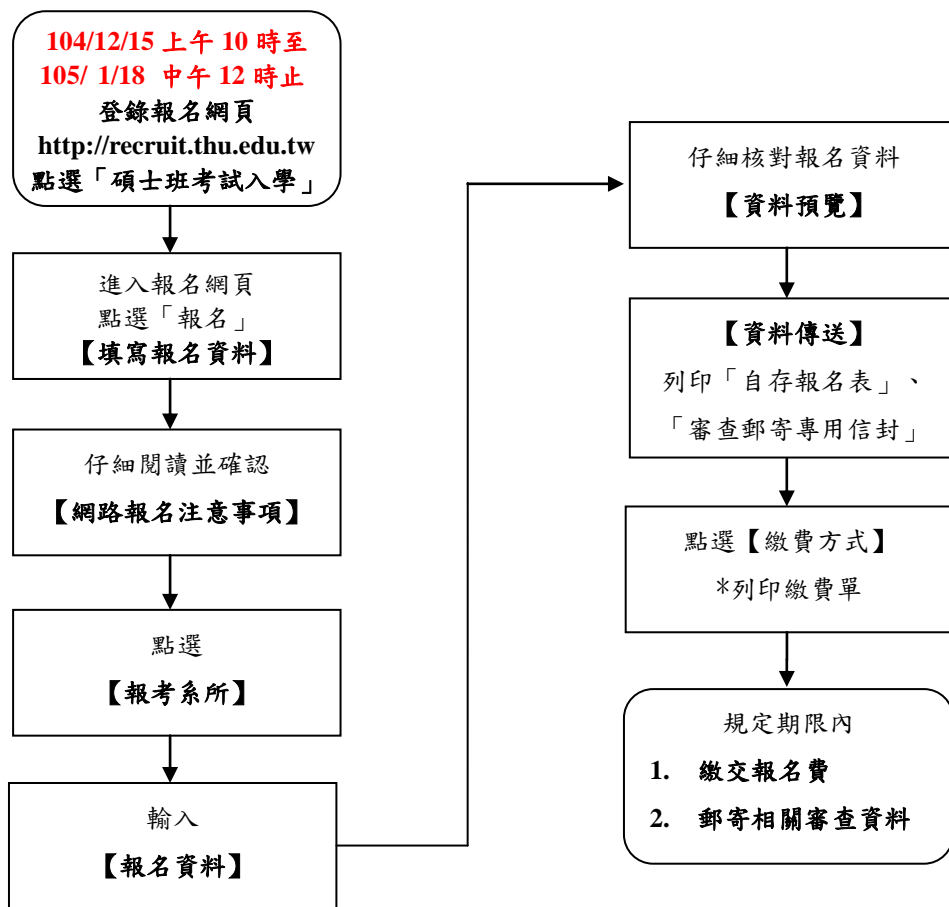 104/12/15 上午 10 時至
105/ 1/18 中午 12 時止
登錄報名網頁
http://recruit.thu.edu.tw
點選「碩士班考試入學」
進入報名網頁
點選「報名」
【填寫報名資料】
仔細閱讀並確認
【網路報名注意事項】
點選
【報考系所】
輸入
【報名資料】
仔細核對報名資料
【資料預覽】
【資料傳送】
列印「自存報名表」、
「審查郵寄專用信封」
點選【繳費方式】
*列印繳費單
規定期限內
1. 繳交報名費
2. 郵寄相關審查資料